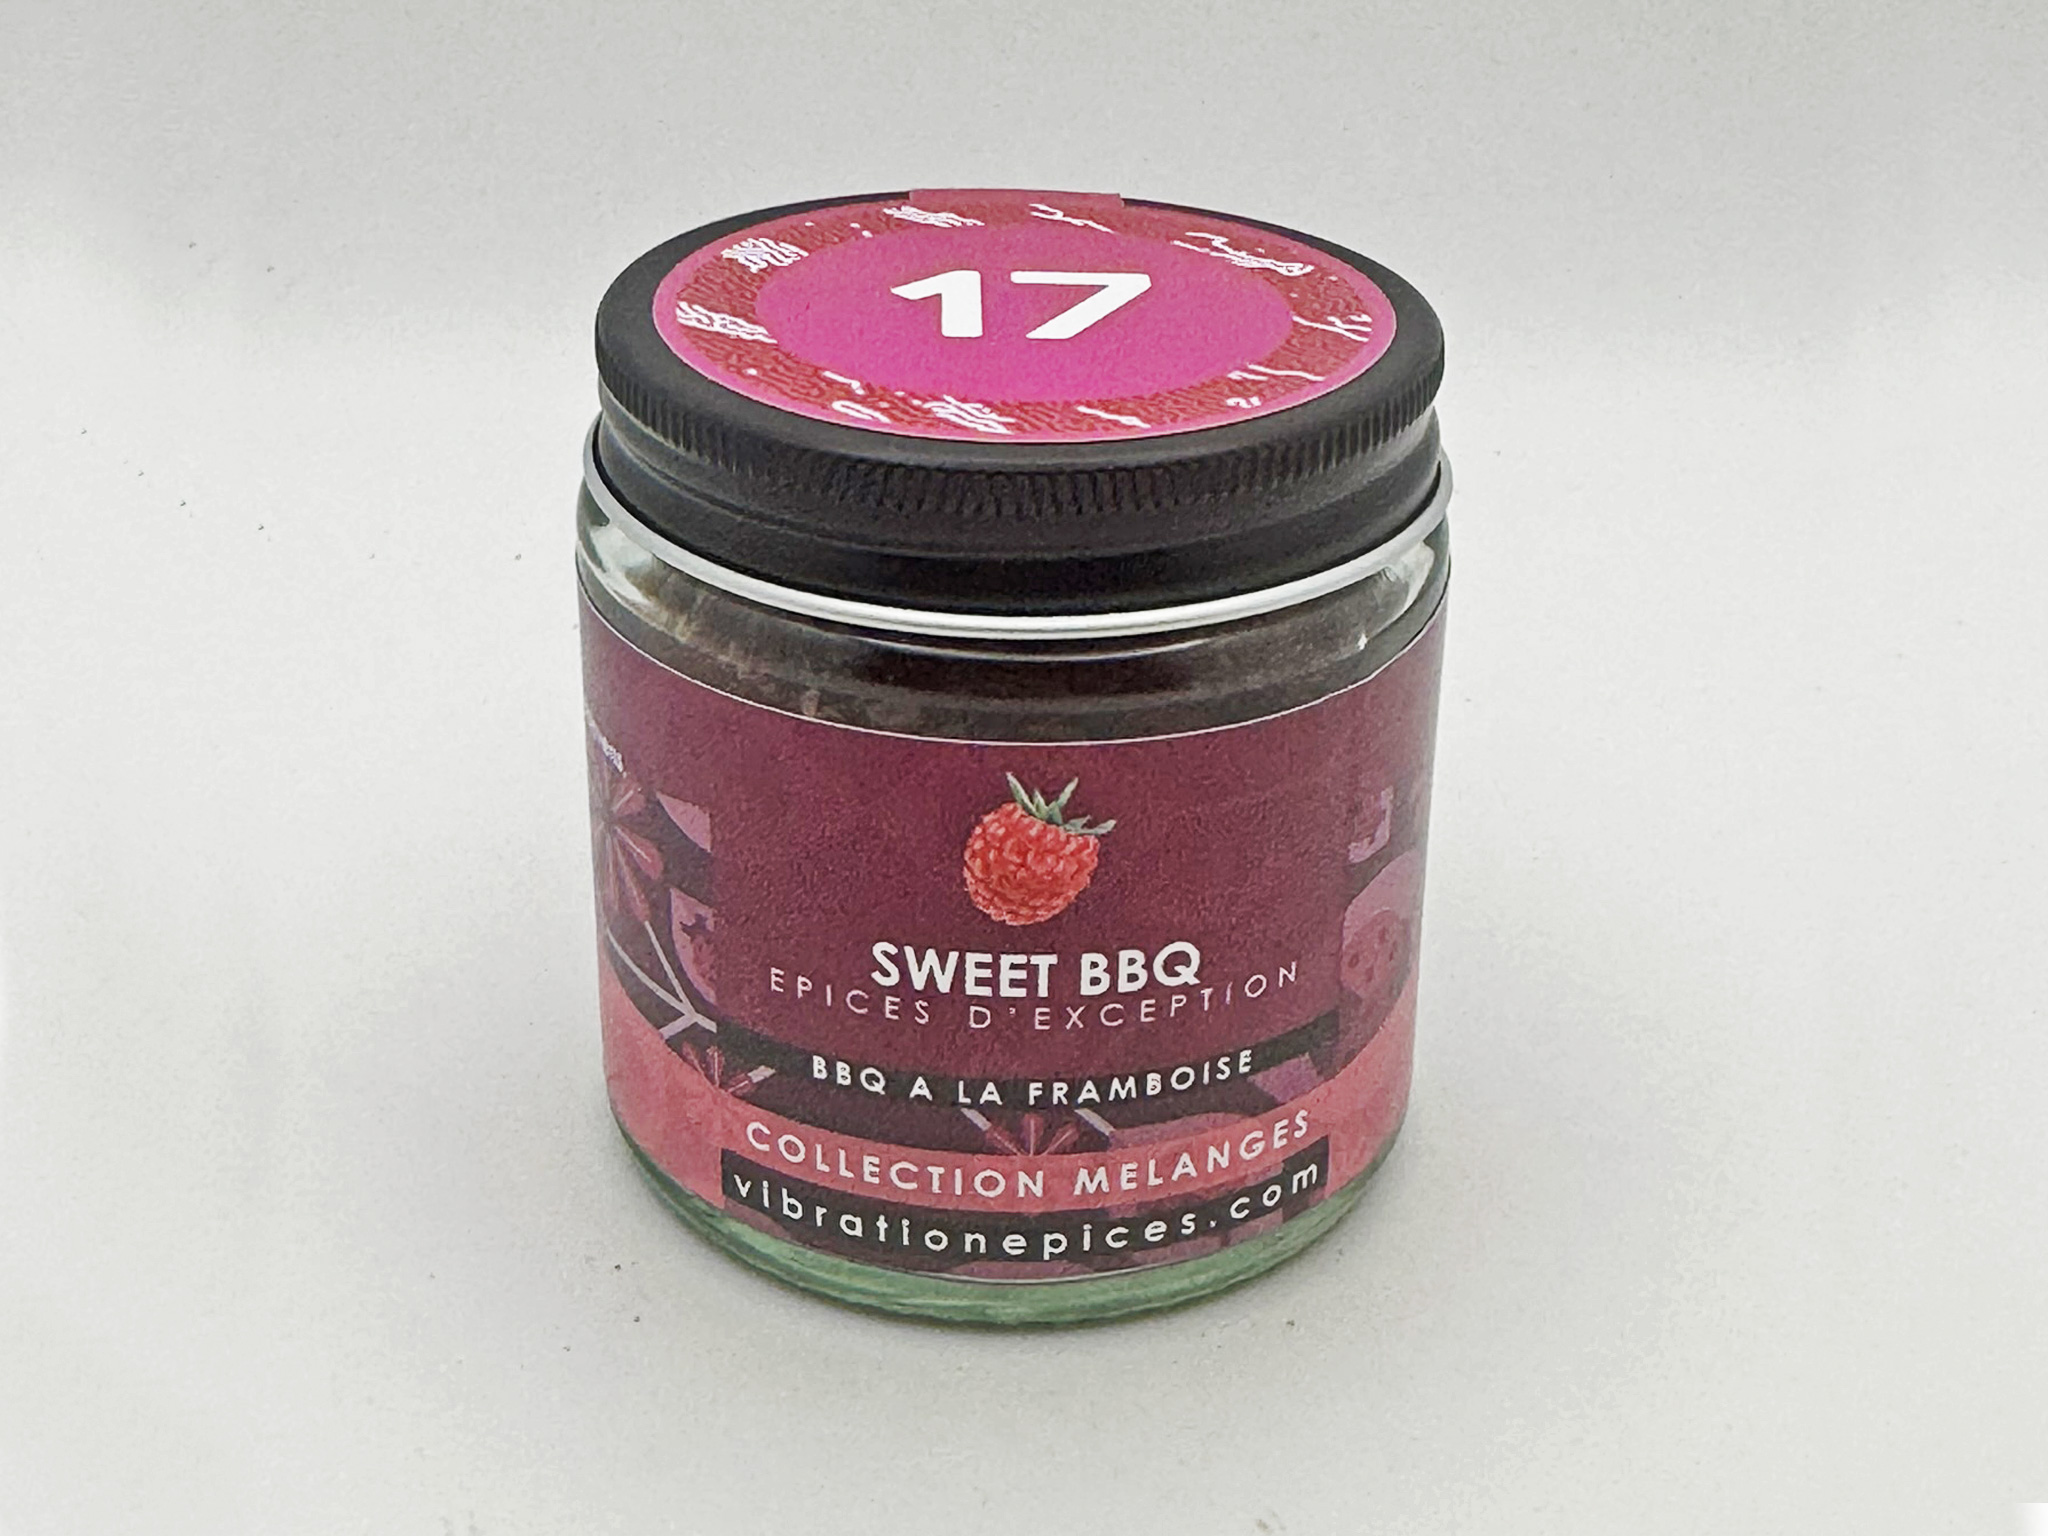 17
SWEET BBQ
EPICES D'EXCEPTION
BBQ A LA FRAMBOISE
COLLECTION MELANGES
vibrationepices.com